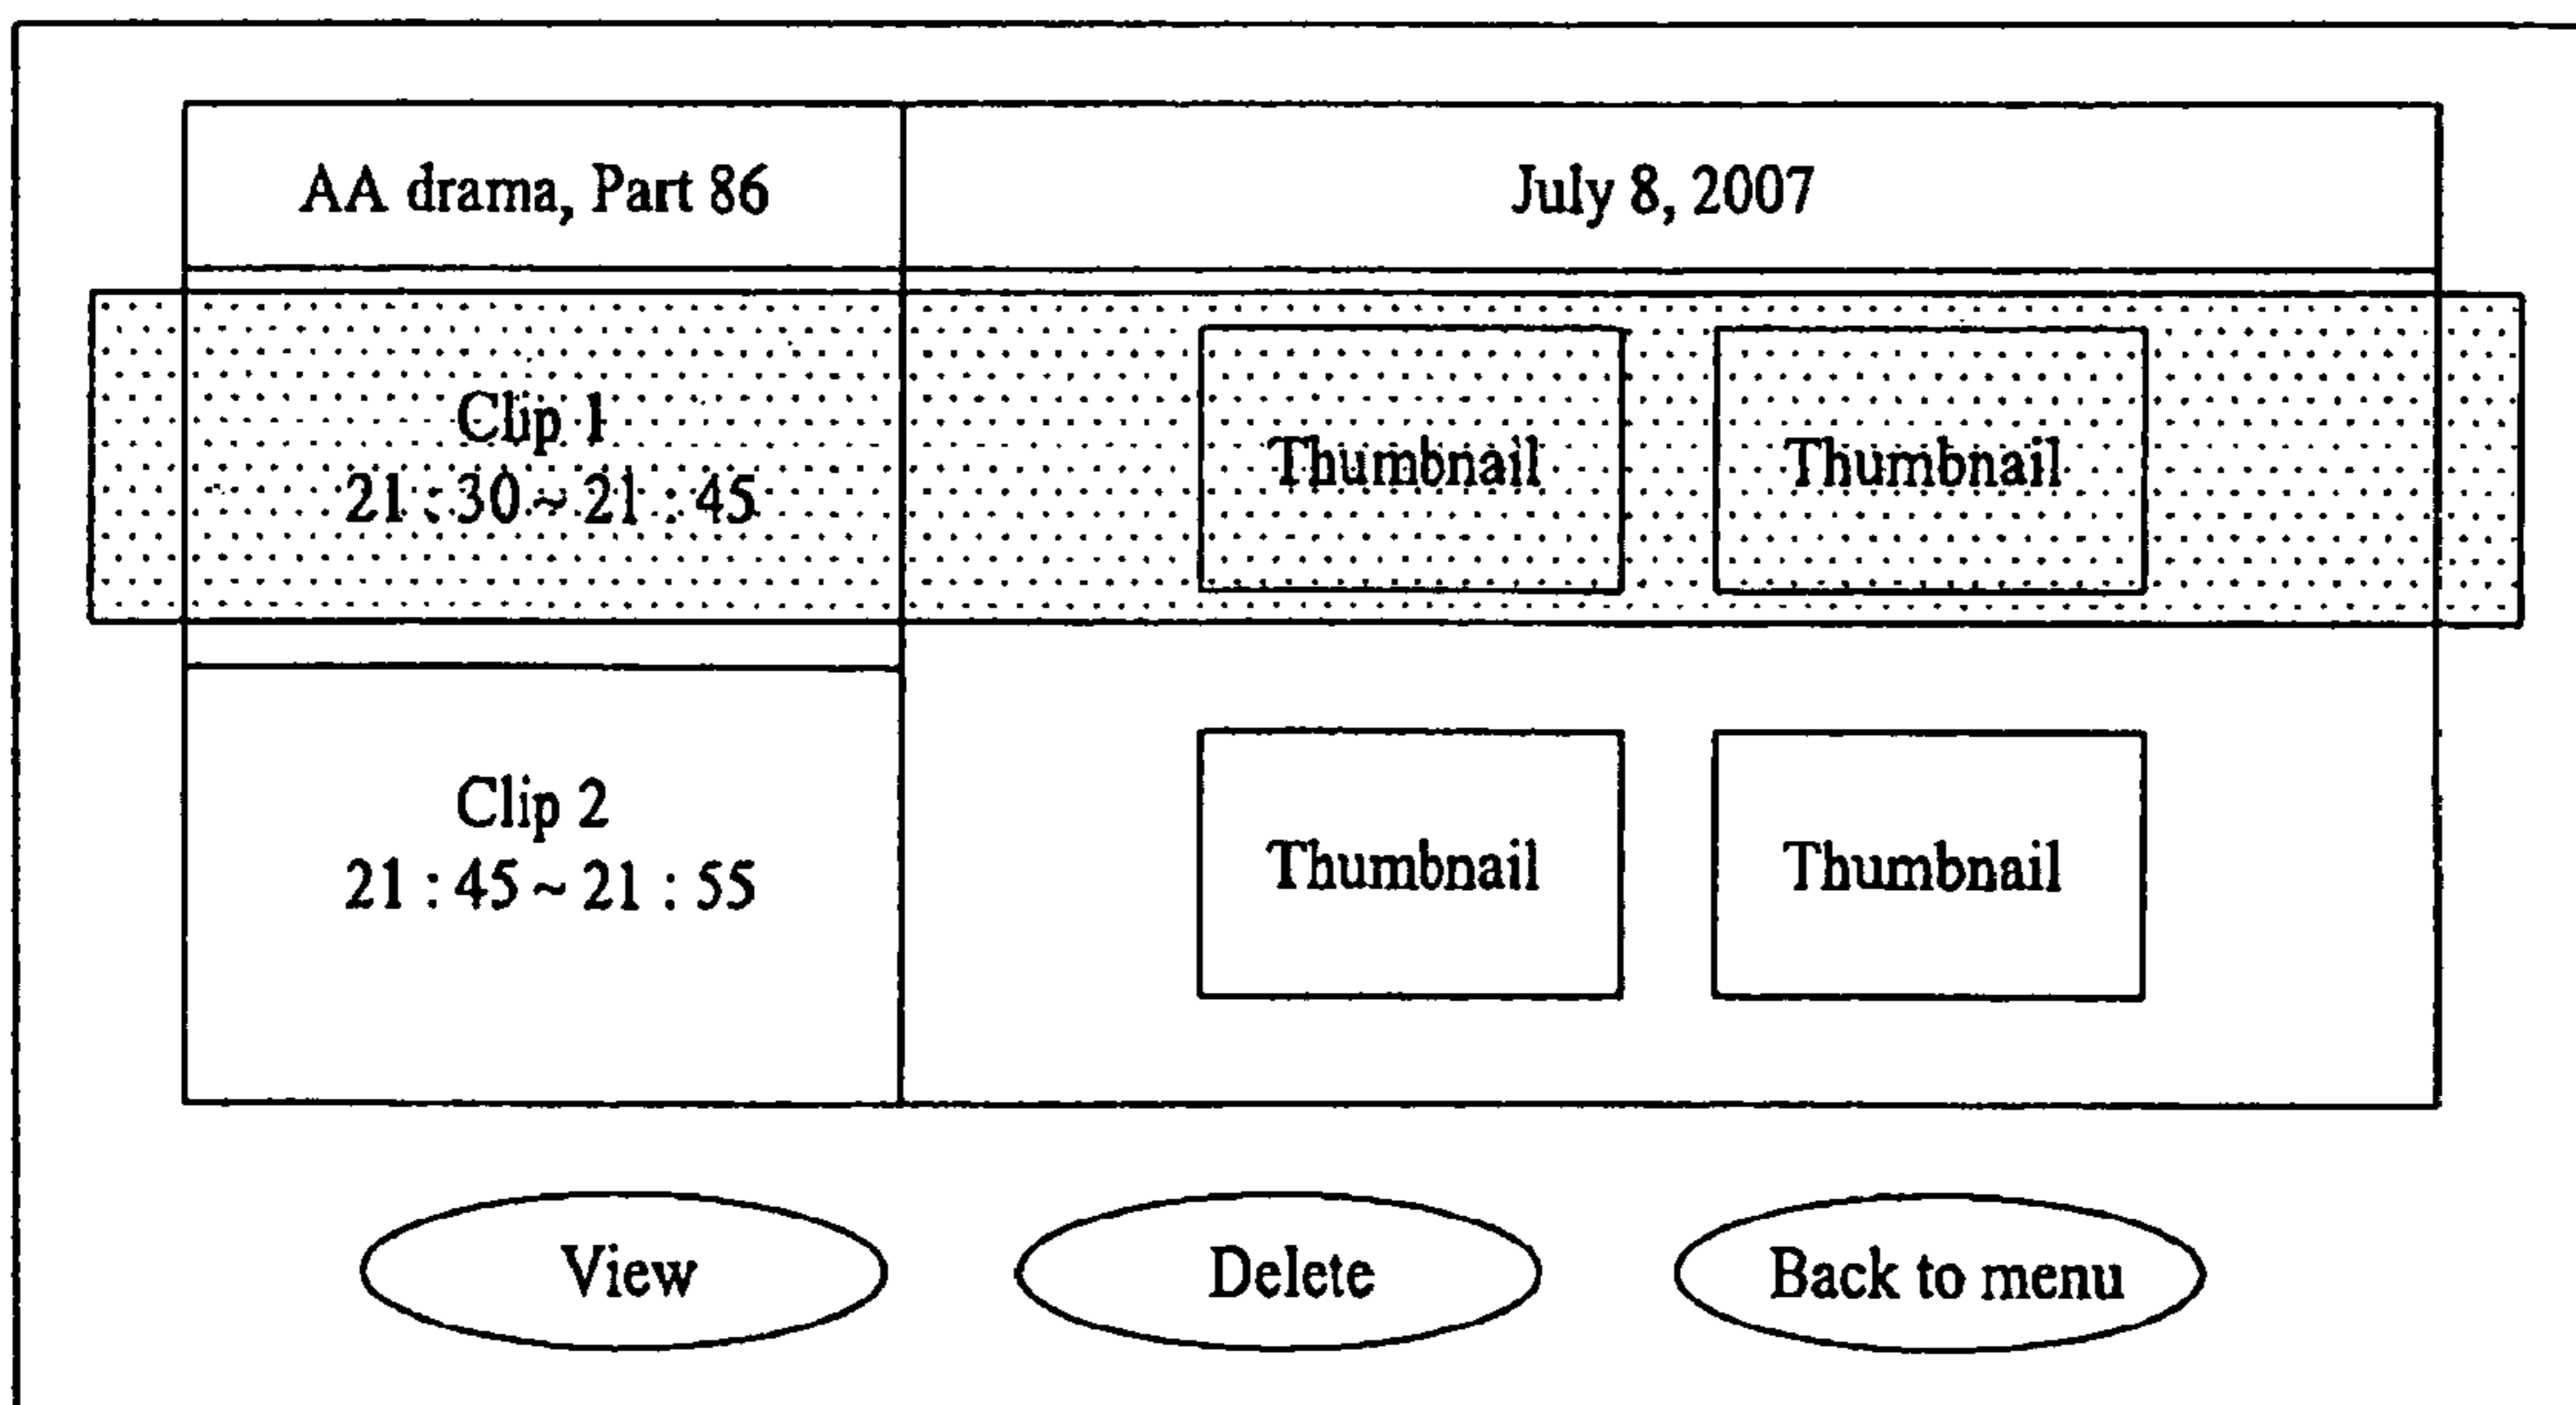 AA drama, Part 86
July 8, 2007
Clip 1
21 : 30 ~ 21 : 45
Thumbnail
Thumbnail
Clip 2
21 : 45 ~ 21 : 55
Thumbnail
Thumbnail
View
Delete
Back to menu